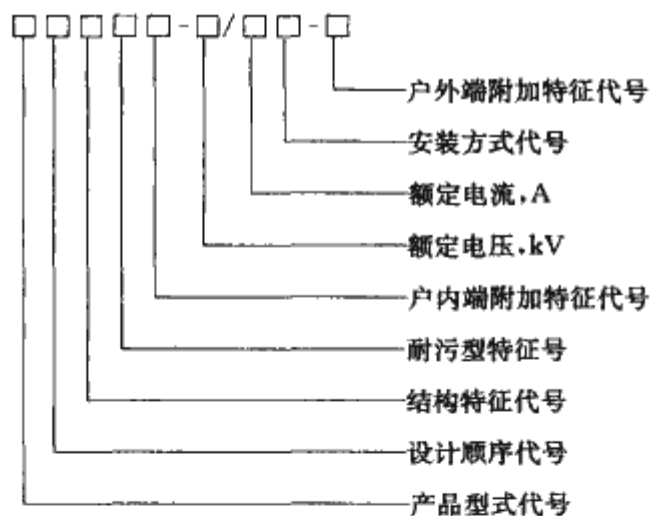 □□□□□-□/□□-□
户外端附加特征代号
安装方式代号
额定电流,A
额定电压,kV
户内端附加特征代号
耐污型特征号
结构特征代号
设计顺序代号
产品型式代号